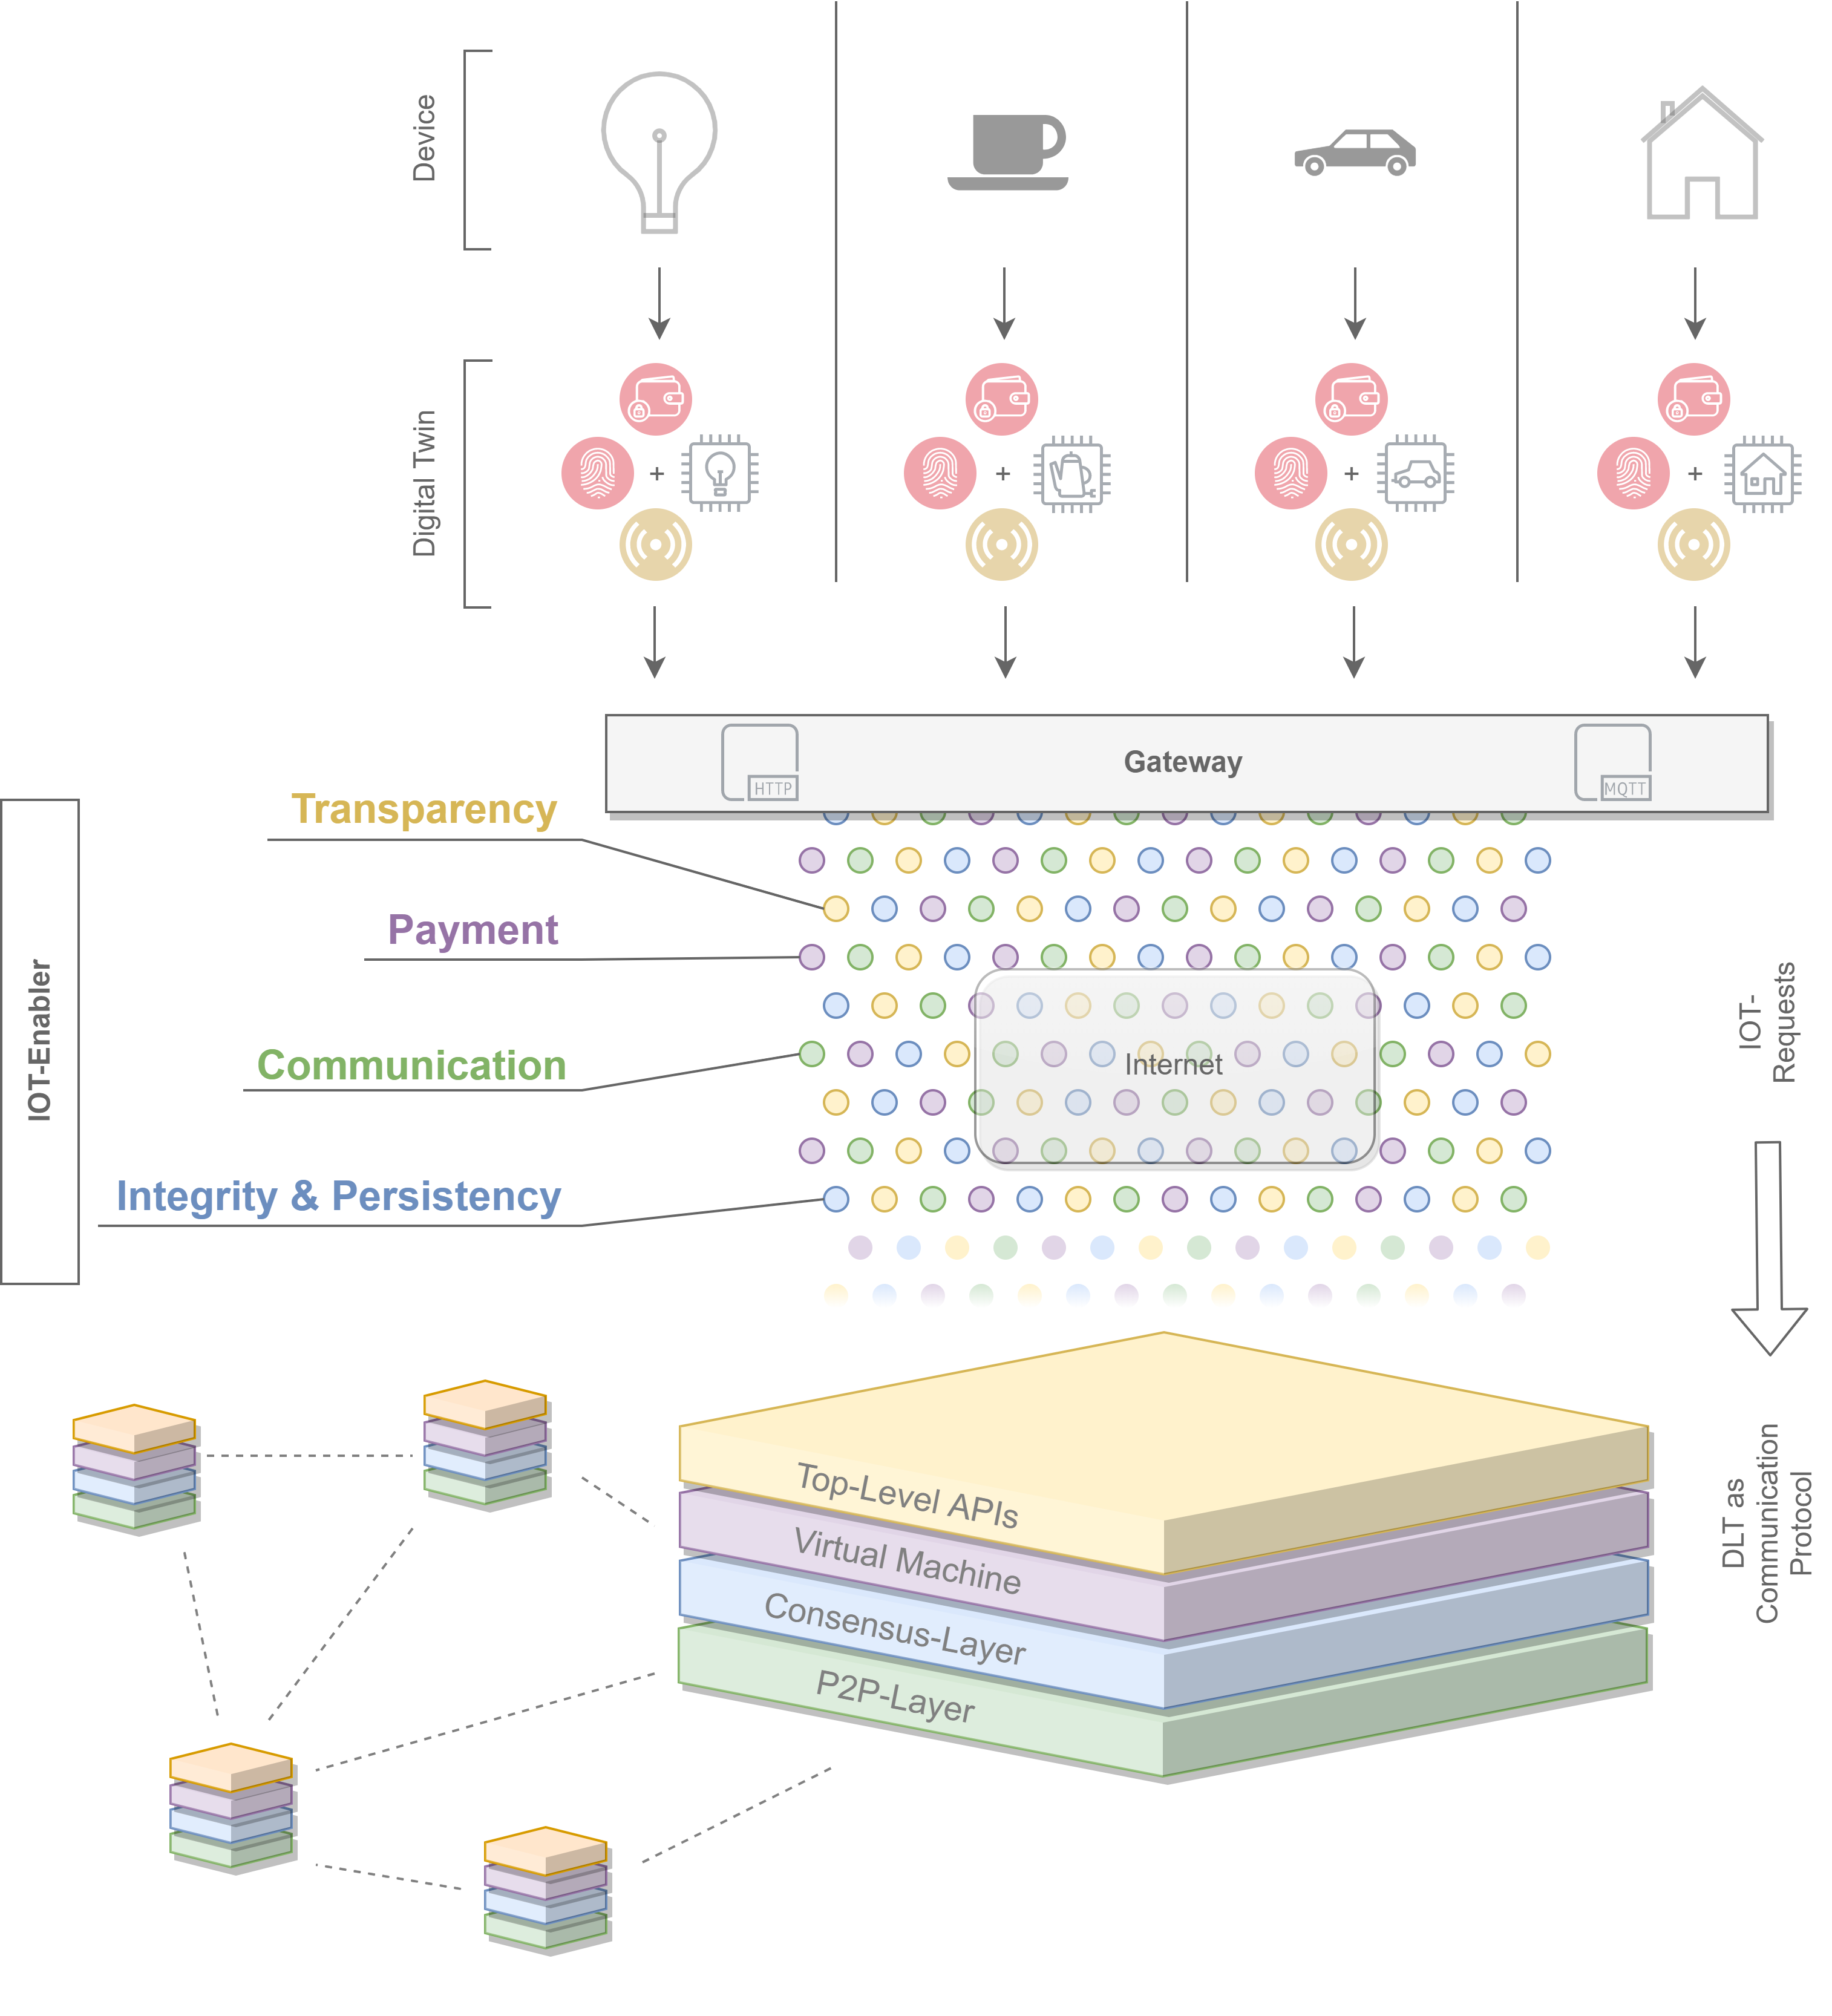 Device
Digital Twin
Gateway
HTTP
MQTT
IOT-Enabler
Transparency
Payment
Communication
Integrity & Persistency
Internet
IOT-
Requests
Top-Level APIs
Virtual Machine
Consensus-Layer
P2P-Layer
DLT as
Communication
Protocol